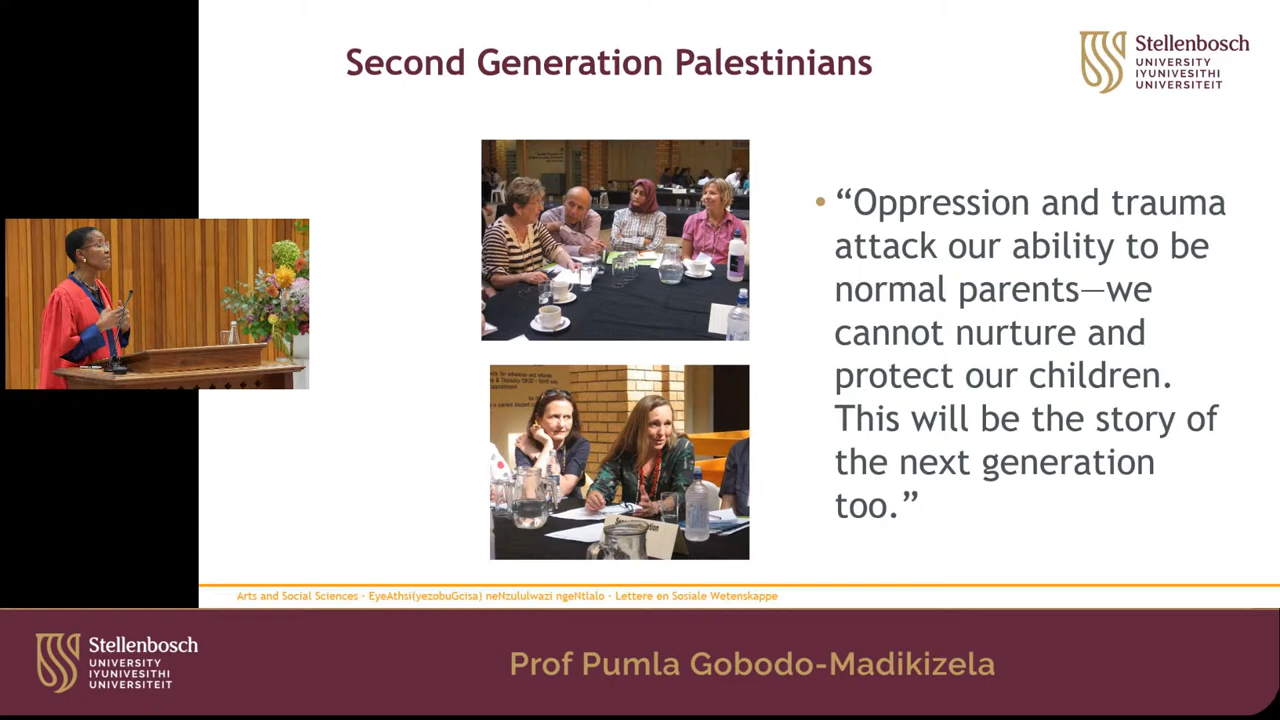 Second Generation Palestinians
Stellenbosch
UNIVERSITY
IYUNIVESITHI
UNIVERSITEIT
• “Oppression and trauma
attack our ability to be
normal parents—we
cannot nurture and
protect our children.
This will be the story of
the next generation
too.”
Arts and Social Sciences · EyeAthsi(yezobuGcisa) neNzululwazi ngeNtlalo · Lettere en Sosiale Wetenskappe
Stellenbosch
UNIVERSITY
IYUNIVESITHI
UNIVERSITEIT
Prof Pumla Gobodo-Madikizela